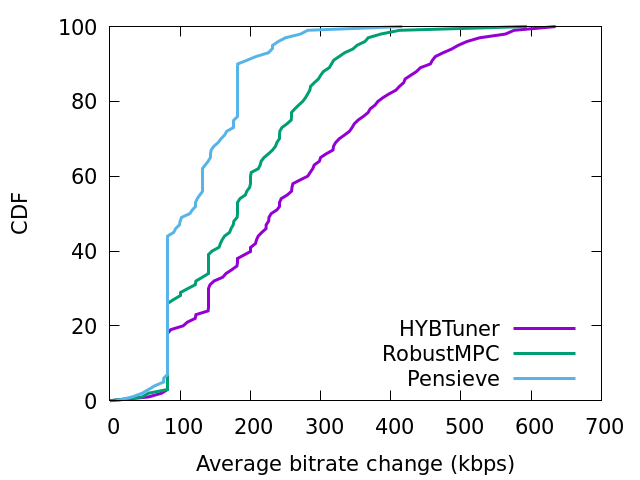 100
80
60
40
20
0
CDF
HYBTuner
RobustMPC
Pensieve
0 100 200 300 400 500 600 700
Average bitrate change (kbps)